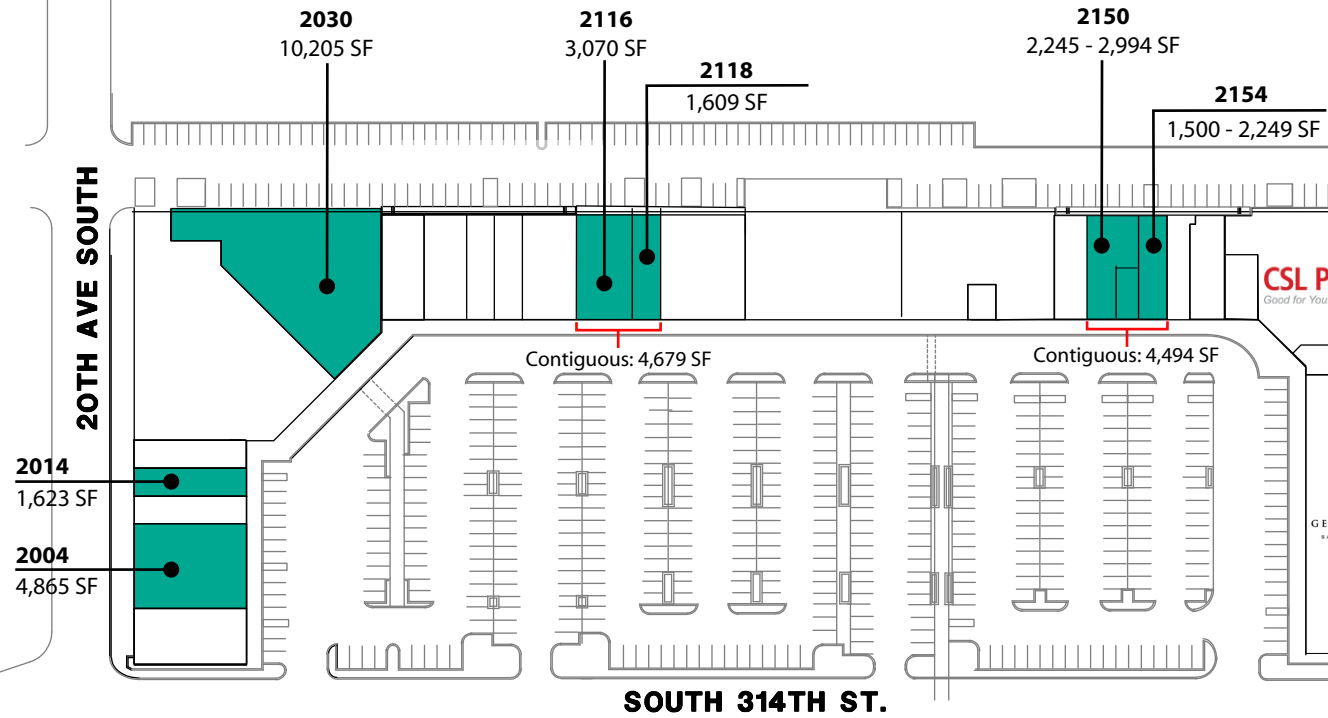 2030
10,205 SF
2116
3,070 SF
2118
1,609 SF
2150
2,245 - 2,994 SF
2154
1,500 - 2,249 SF
20TH AVE SOUTH
CSL P
Good for You
Contiguous: 4,679 SF
Contiguous: 4,494 SF
2014
1,623 SF
2004
4,865 SF
GE
SOUTH 314TH ST.